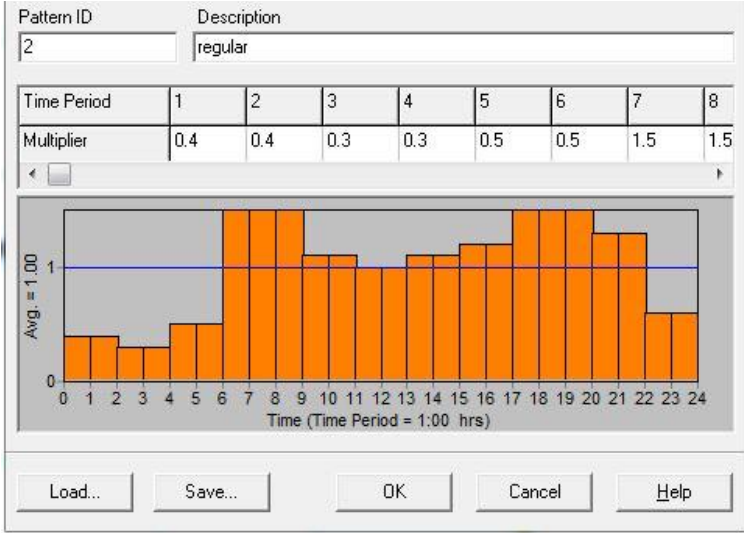 Pattern ID Description
2 regular
Time Period 1 2 3 4 5 6 7 8
Multiplier 0.4 0.4 0.3 0.3 0.5 0.5 1.5 1.5
Avg. = 1.00
1
0
0 1 2 3 4 5 6 7 8 9 10 11 12 13 14 15 16 17 18 19 20 21 22 23 24
Time (Time Period = 1:00 hrs)
Load... Save... OK Cancel Help